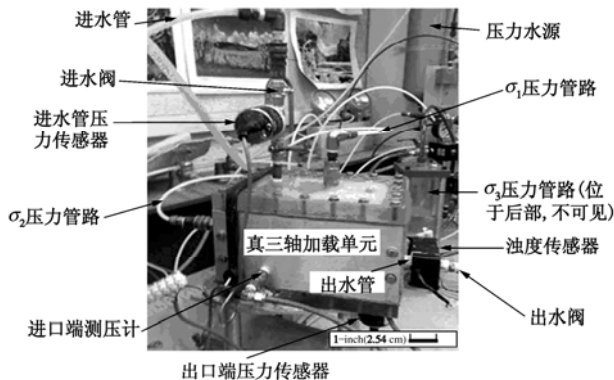 进水管
压力水源
进水阀
σ1压力管路
进水管压
力传感器
σ2压力管路
σ3压力管路(位
于后部,不可见)
真三轴加载单元
浊度传感器
出水管
进口端测压计
出水阀
1-inch(2.54 cm)
出口端压力传感器